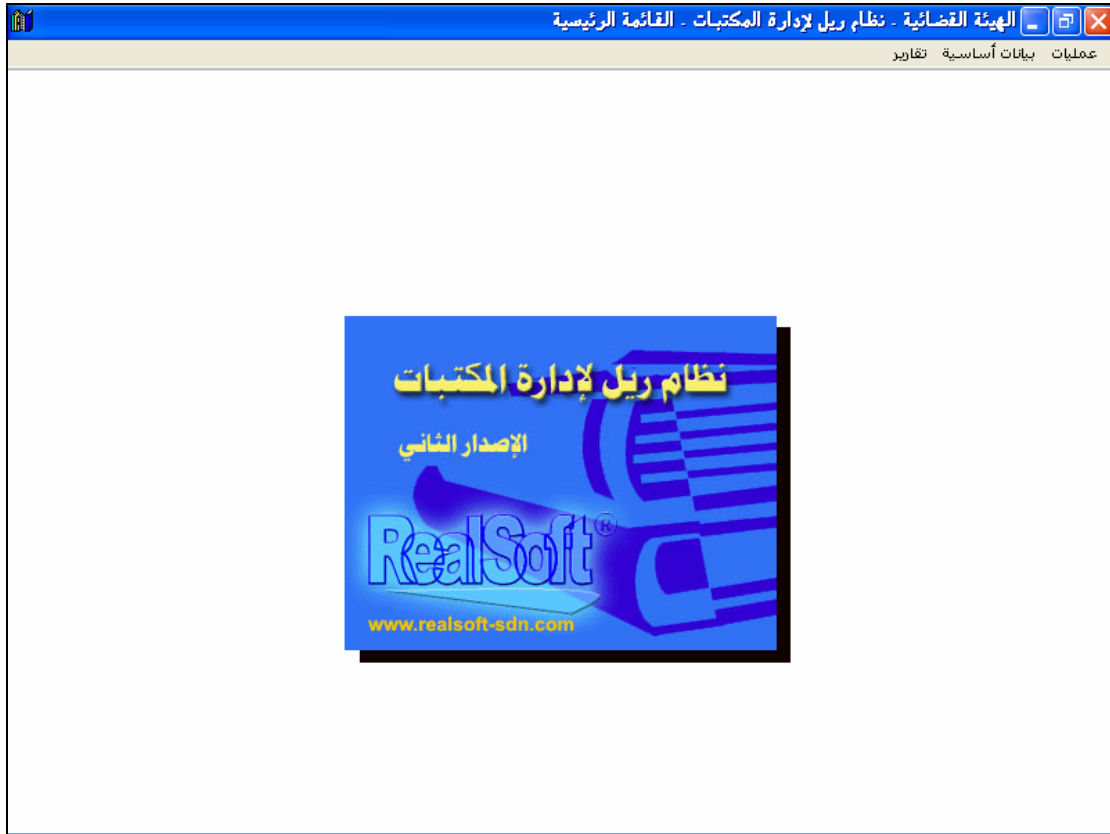 الهيئة القضائية - نظام ريل لإدارة المكتبات - القائمة الرئيسية
عمليات بيانات أساسية تقارير
نظام ريل لإدارة المكتبات
الإصدار الثاني
RealSoft®
www.realsoft-sdn.com